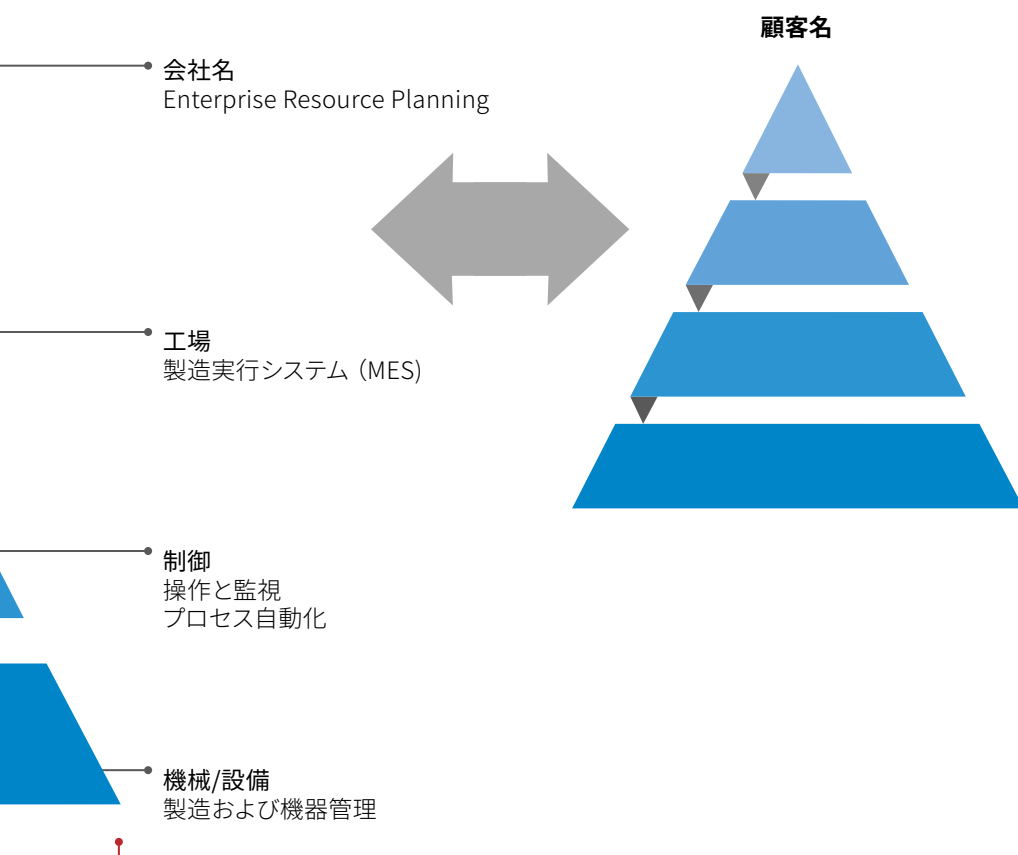 顧客名
会社名
Enterprise Resource Planning
工場
製造実行システム（MES)
制御
操作と監視
プロセス自動化
機械/設備
製造および機器管理